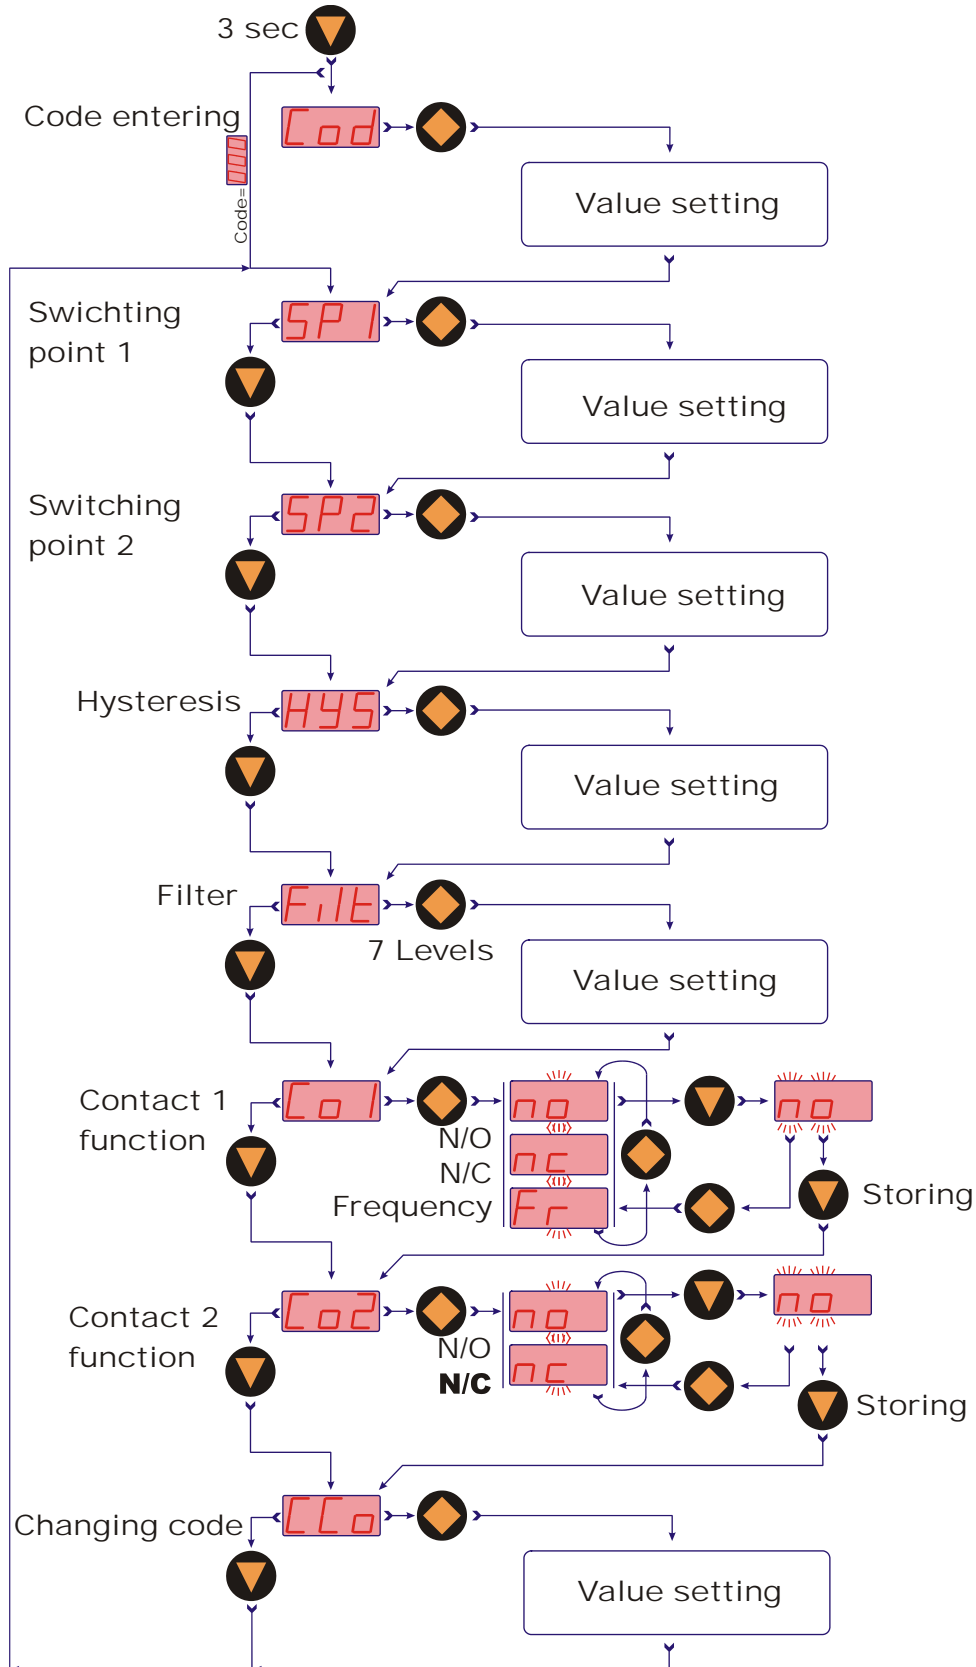 3 sec
Code entering
Cod
Code=
Value setting
Swichting
point 1
SP1
Value setting
Switching
point 2
SP2
Value setting
Hysteresis
HYS
Value setting
Filter
Filt
7 Levels
Value setting
Contact 1
function
Co1
no
N/O
nc
N/C
Fr
Frequency
no
Storing
Contact 2
function
Co2
no
N/O
nc
N/C
no
Storing
Changing code
CCo
Value setting